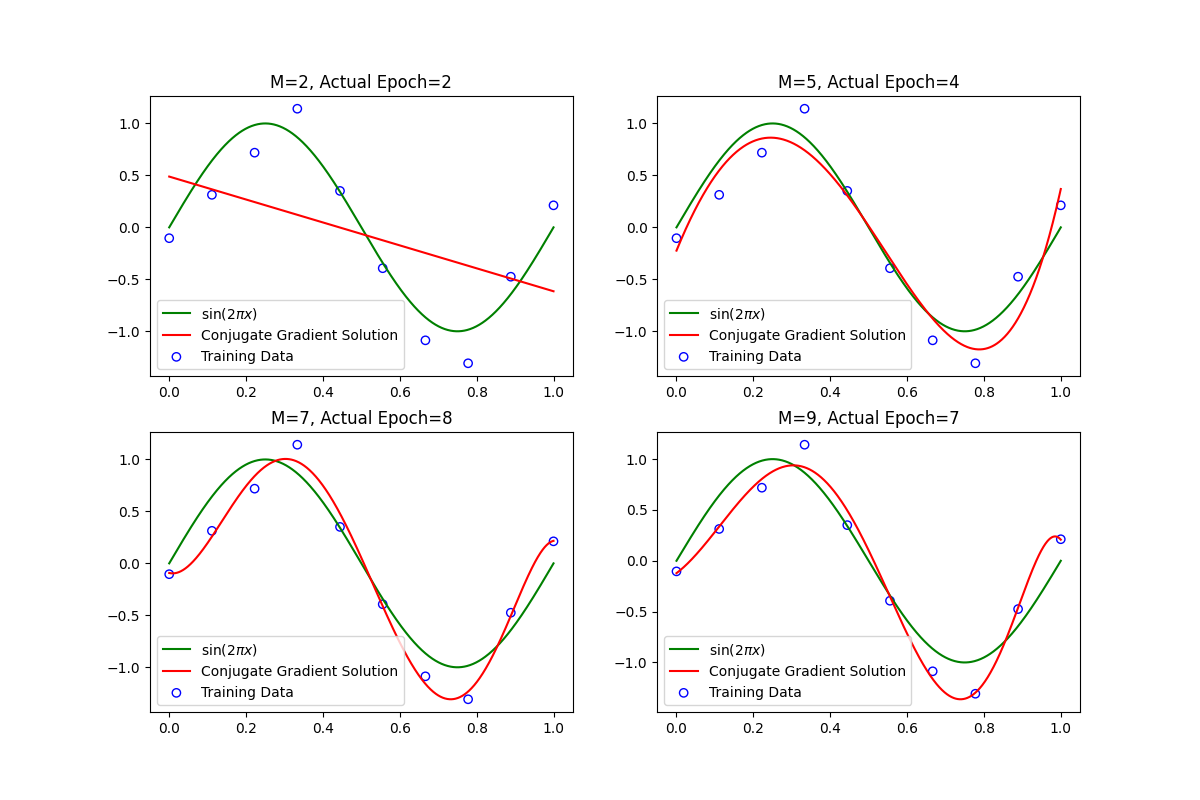 M=2, Actual Epoch=2
1.0
0.5
0.0
−0.5
−1.0
sin(2πx)
Conjugate Gradient Solution
Training Data
0.0 0.2 0.4 0.6 0.8 1.0
M=5, Actual Epoch=4
1.0
0.5
0.0
−0.5
−1.0
sin(2πx)
Conjugate Gradient Solution
Training Data
0.0 0.2 0.4 0.6 0.8 1.0
M=7, Actual Epoch=8
1.0
0.5
0.0
−0.5
−1.0
sin(2πx)
Conjugate Gradient Solution
Training Data
0.0 0.2 0.4 0.6 0.8 1.0
M=9, Actual Epoch=7
1.0
0.5
0.0
−0.5
−1.0
sin(2πx)
Conjugate Gradient Solution
Training Data
0.0 0.2 0.4 0.6 0.8 1.0